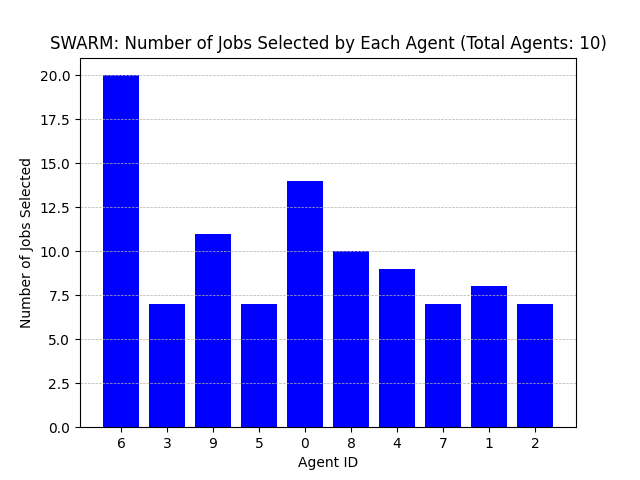 SWARM: Number of Jobs Selected by Each Agent (Total Agents: 10)
20.0
17.5
15.0
12.5
10.0
7.5
5.0
2.5
0.0
Number of Jobs Selected
6 3 9 5 0 8 4 7 1 2
Agent ID